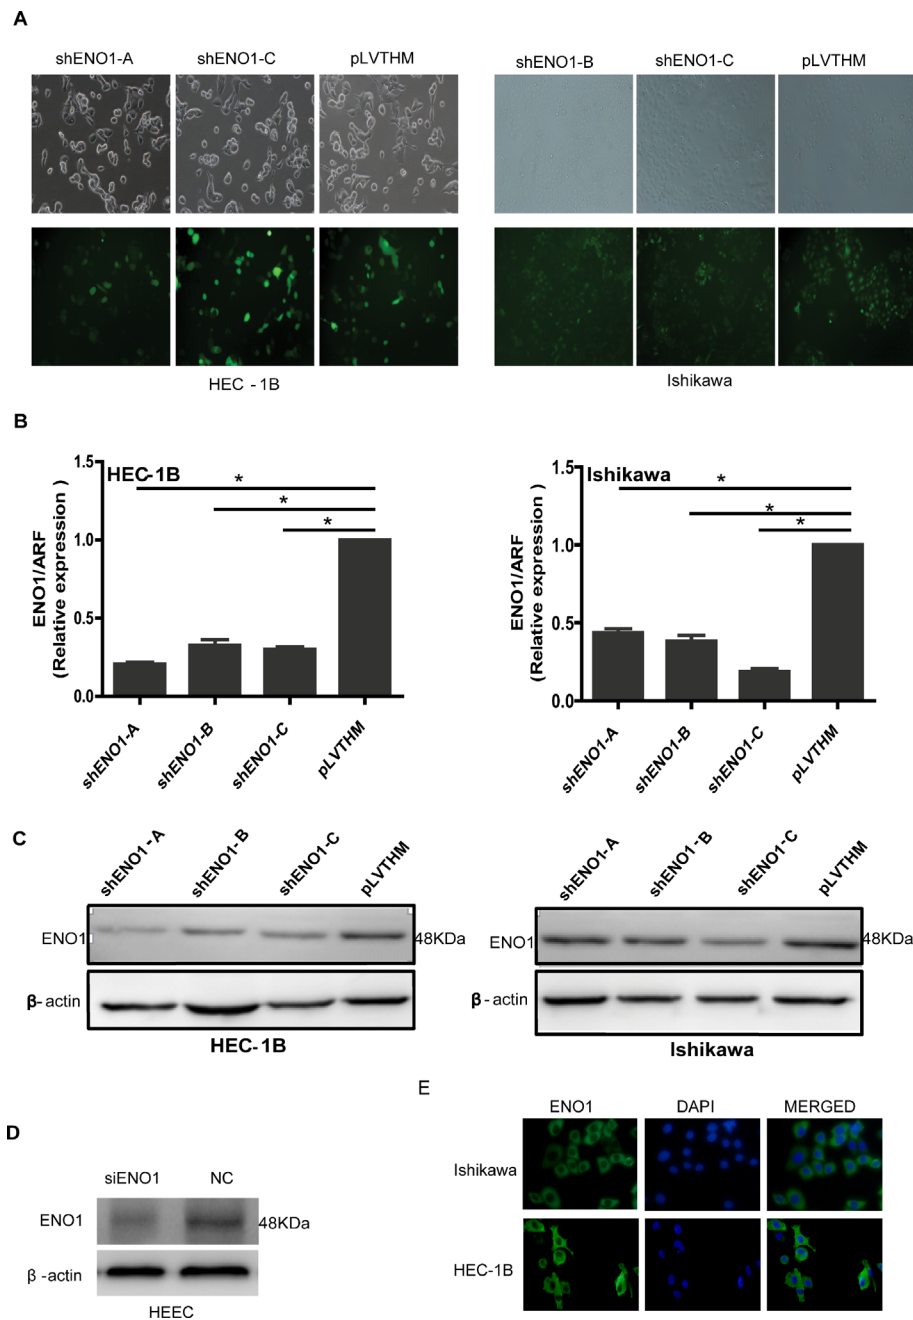 A
shENO1-A shENO1-C pLVTHM
shENO1-B shENO1-C pLVTHM
HEC - 1B
Ishikawa
B
HEC-1B
ENO1/ARF
(Relative expression )
1.5
1.0
0.5
0.0
*
*
*
shENO1-A shENO1-B shENO1-C pLVTHM
Ishikawa
ENO1/ARF
(Relative expression )
1.5
1.0
0.5
0.0
*
*
*
shENO1-A shENO1-B shENO1-C pLVTHM
C
shENO1-A shENO1-B shENO1-C pLVTHM
ENO1 48KDa
β- actin
HEC- 1B
shENO1-A shENO1-B shENO1-C pLVTHM
ENO1 48KDa
β - actin
Ishikawa
D
siENO1 NC
ENO1 48KDa
β -actin
HEEC
E
ENO1 DAPI MERGED
Ishikawa
HEC-1B